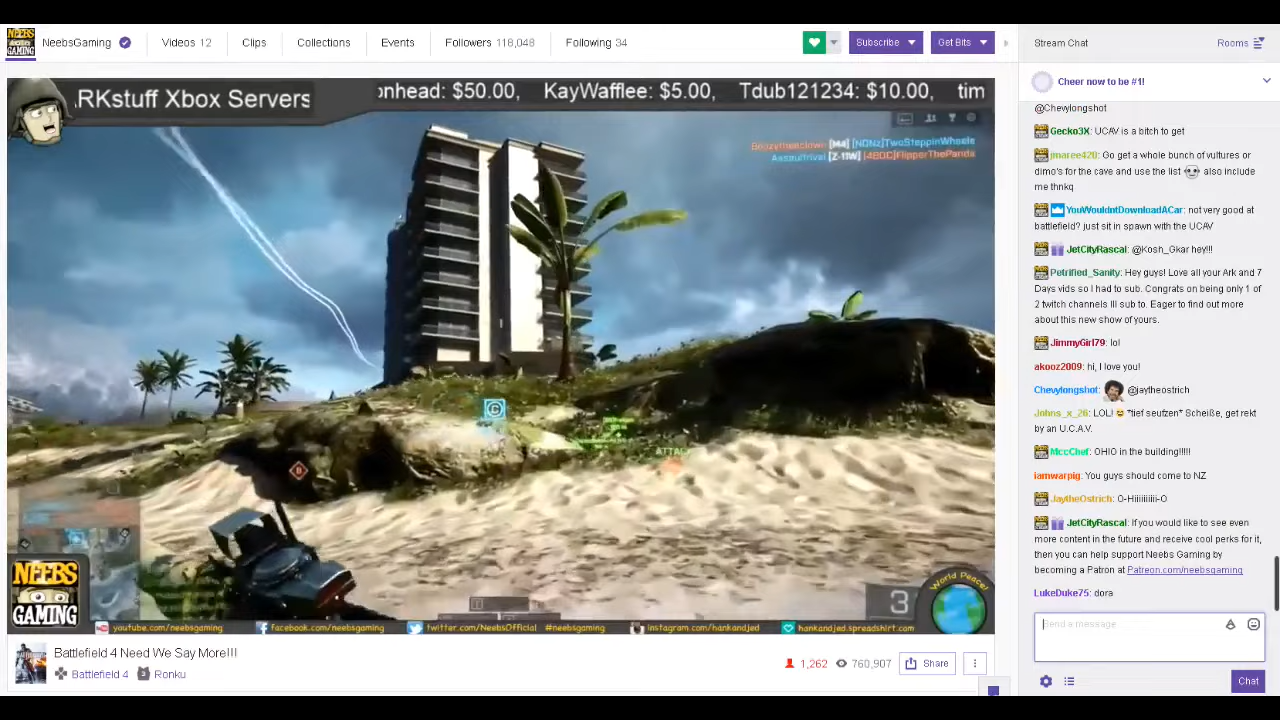 NeebsGaming
Videos 12
Clips
Collections
Events
Followers 118,048
Following 34
Subscribe
Get Bits
Stream Chat
Rooms
Cheer now to be #1!
RKstuff Xbox Servers
nhead: $50.00, KayWafflee: $5.00, Tdub121234: $10.00, tim
[M4] [NDNz]TwoSteppinWheels
Assaultrival [Z-11W] [4BDC]FlipperThePanda
C
B
ATTAC
3
World Peace!
NEEBS
GAMING
youtube.com/neebsgaming
facebook.com/neebsgaming
twitter.com/NeebsOfficial #neebsgaming
instagram.com/hankandjed
hankandjed.spreadshirt.com
Battlefield 4 Need We Say More!!!
Battlefield 4
Ronku
1,262
760,907
Share
@Chevylongshot
Gecko3X: UCAV is a bitch to get
jmaree420: Go get a whole bunch of vultures or
dimo's for the cave and use the list also include
me thnkq
YouWouldntDownloadACar: not very good at
battlefield? just sit in spawn with the UCAV
JetCityRascal: @Kosh_Gkar hey!!!
Petrified_Sanity: Hey guys! Love all your Ark and 7
Days vids so I had to sub. Congrats on being only 1 of
2 twitch channels Ill sub to. Eager to find out more
about this new show of yours.
JimmyGirl79: lol
akooz2009: hi, I love you!
Chevylongshot: @jaytheostrich
Johns_x_26: LOL! *tief seutzen* Scheiße, get rekt
by an U.C.A.V.
MccChef: OHIO in the building!!!!!
iamwarpig: You guys should come to NZ
JaytheOstrich: O-Hiiiiiiiii-O
JetCityRascal: If you would like to see even
more content in the future and receive cool perks for it,
then you can help support Neebs Gaming by
becoming a Patron at Patreon.com/neebsgaming
LukeDuke75: dora
Send a message
Chat